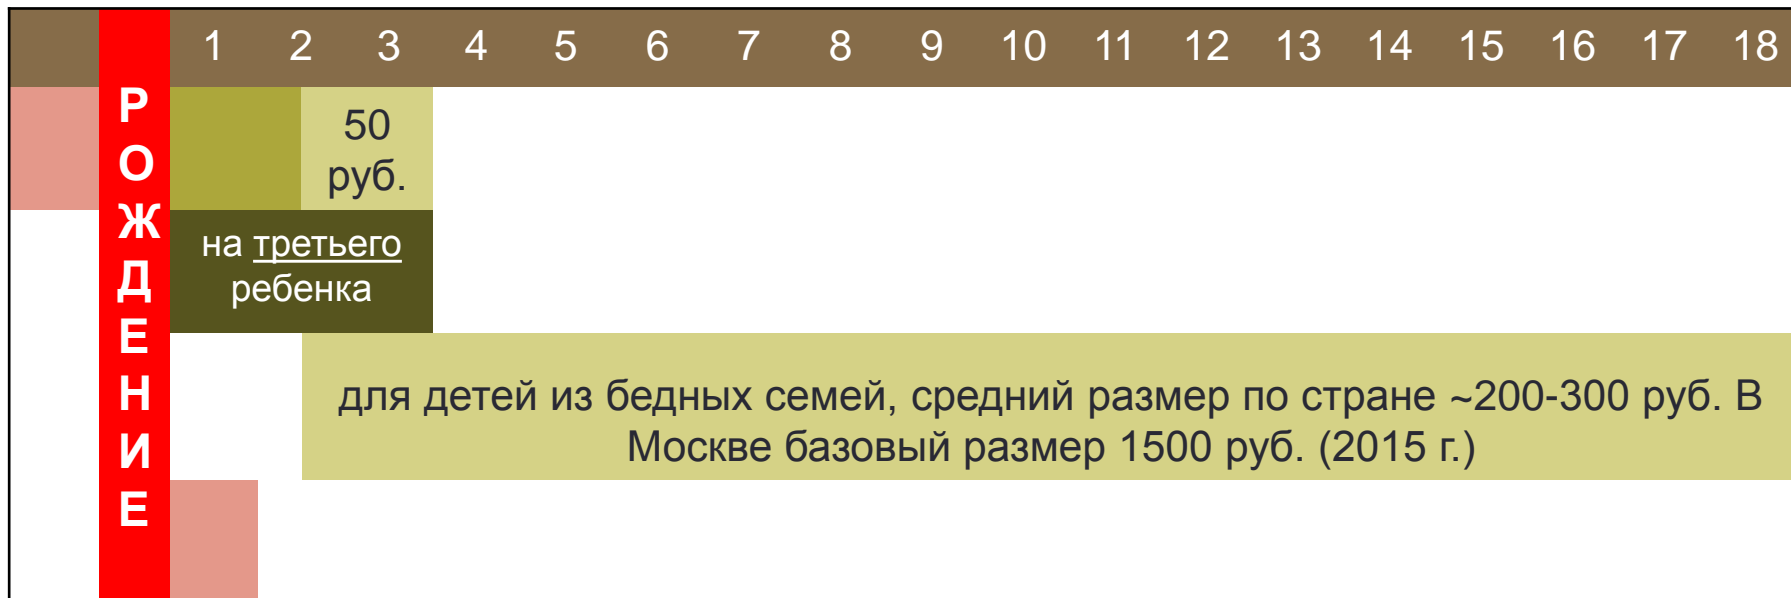 1 2 3 4 5 6 7 8 9 10 11 12 13 14 15 16 17 18
РОЖДЕНИЕ
50
руб.
на третьего
ребенка
для детей из бедных семей, средний размер по стране ~200-300 руб. В
Москве базовый размер 1500 руб. (2015 г.)